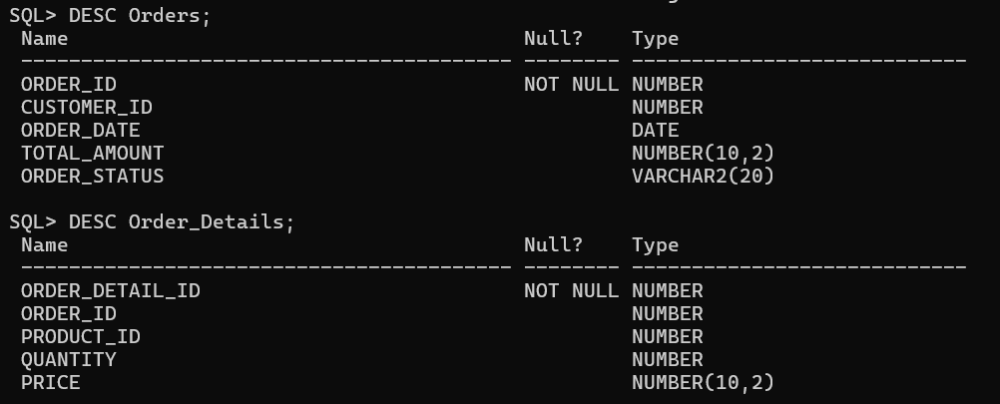 SQL> DESC Orders;
Name Null? Type
----------------------------------------- -------- ----------------------------
ORDER_ID NOT NULL NUMBER
CUSTOMER_ID NUMBER
ORDER_DATE DATE
TOTAL_AMOUNT NUMBER(10,2)
ORDER_STATUS VARCHAR2(20)
SQL> DESC Order_Details;
Name Null? Type
----------------------------------------- -------- ----------------------------
ORDER_DETAIL_ID NOT NULL NUMBER
ORDER_ID NUMBER
PRODUCT_ID NUMBER
QUANTITY NUMBER
PRICE NUMBER(10,2)